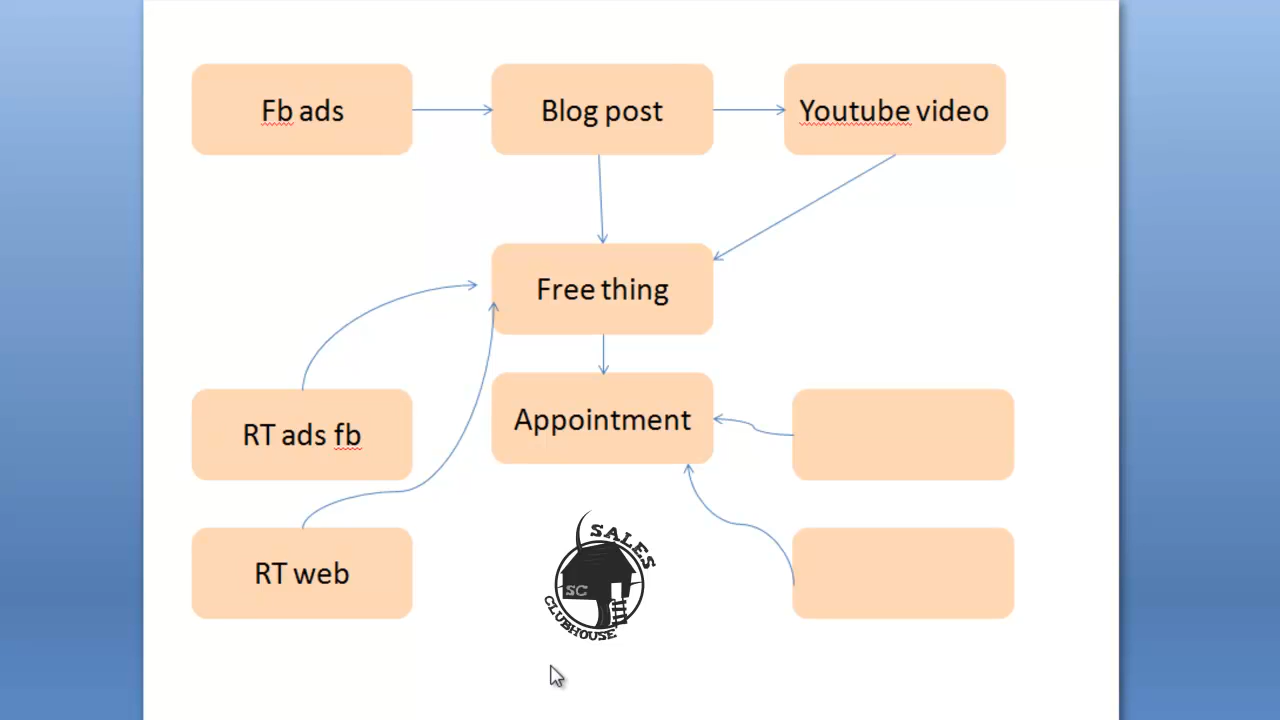 Fb ads
Blog post
Youtube video
Free thing
RT ads fb
Appointment
RT web
SALES
SC
CLUBHOUSE